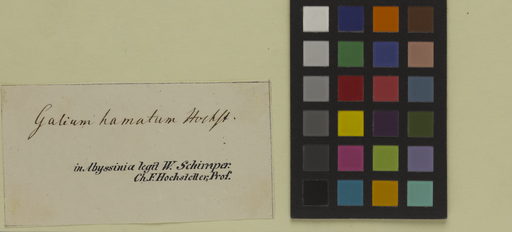 Galium hamatum Hochst.
in Abyssinia legit W. Schimper.
Ch. F. Hochstetter, Prof.